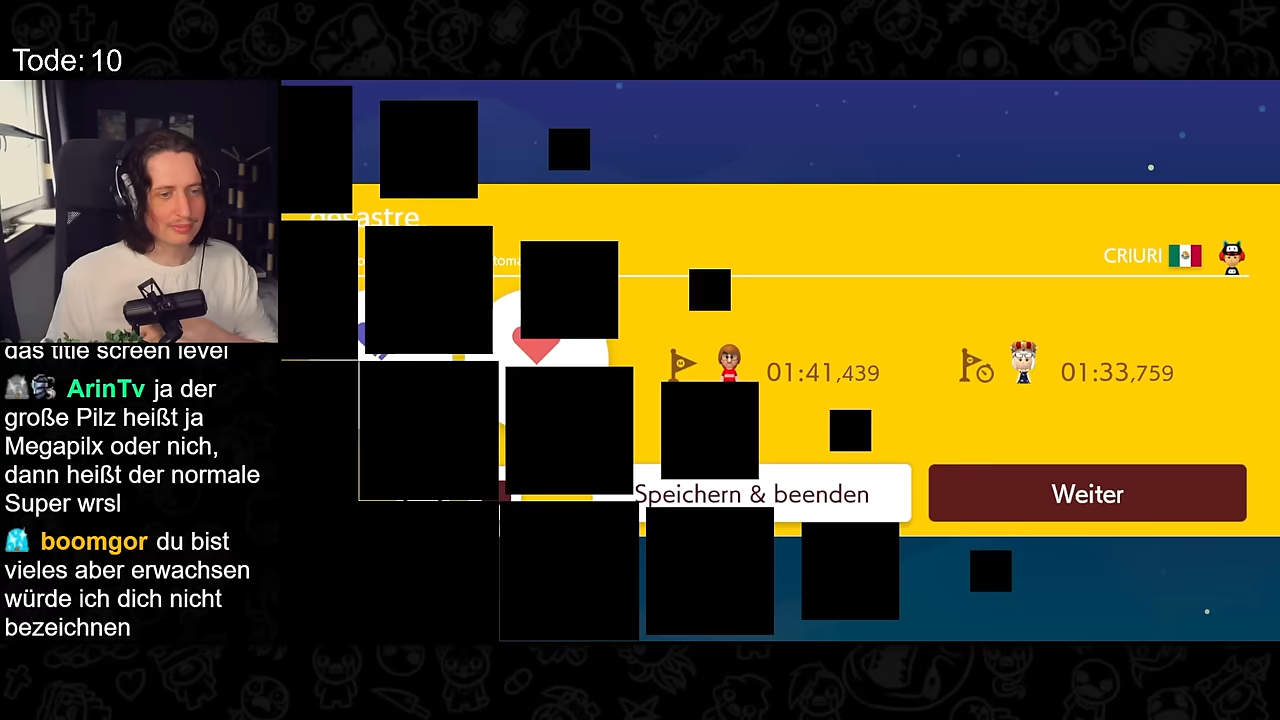 Tode: 10
CRIURI
01:41,439
01:33,759
Speichern & beenden
Weiter
das title screen level
ArinTv ja der
große Pilz heißt ja
Megapilx oder nich,
dann heißt der normale
Super wrsl
boomgor du bist
vieles aber erwachsen
würde ich dich nicht
bezeichnen